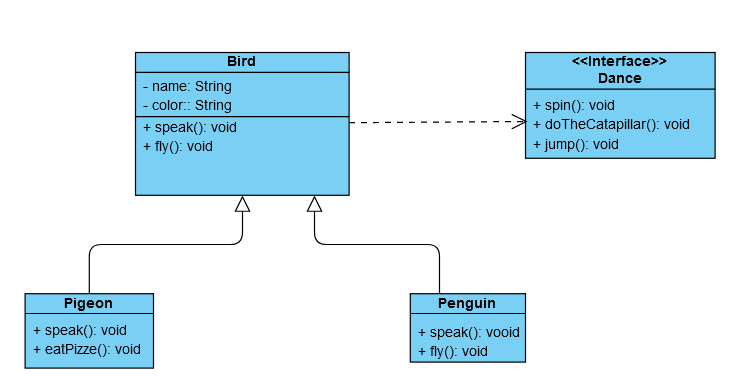 Bird
- name: String
- color:: String
+ speak(): void
+ fly(): void
<<Interface>>
Dance
+ spin(): void
+ doTheCatapillar(): void
+ jump(): void
Pigeon
+ speak(): void
+ eatPizze(): void
Penguin
+ speak(): vooid
+ fly(): void